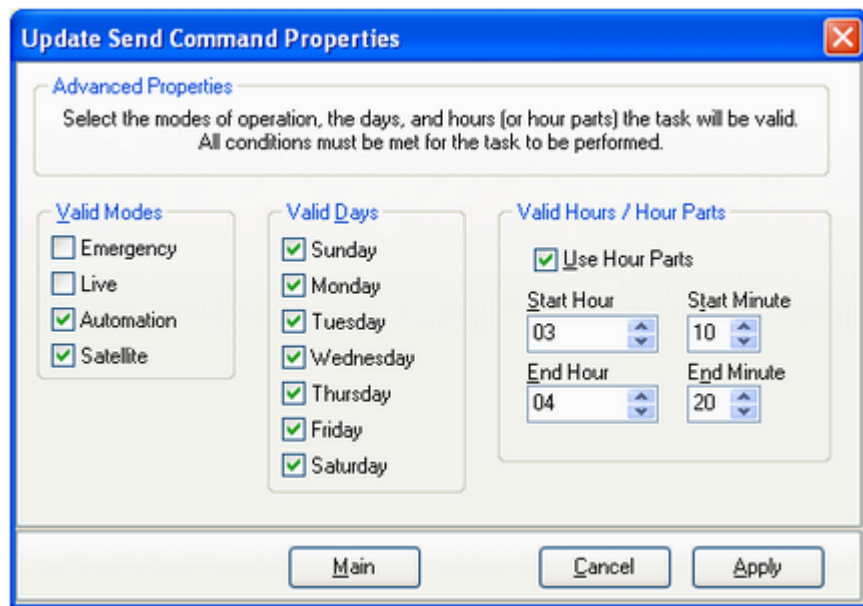 Update Send Command Properties
Advanced Properties
Select the modes of operation, the days, and hours (or hour parts) the task will be valid.
All conditions must be met for the task to be performed.
Valid Modes
Emergency
Live
Automation
Satellite
Valid Days
Sunday
Monday
Tuesday
Wednesday
Thursday
Friday
Saturday
Valid Hours / Hour Parts
Use Hour Parts
Start Hour Start Minute
03 10
End Hour End Minute
04 20
Main Cancel Apply